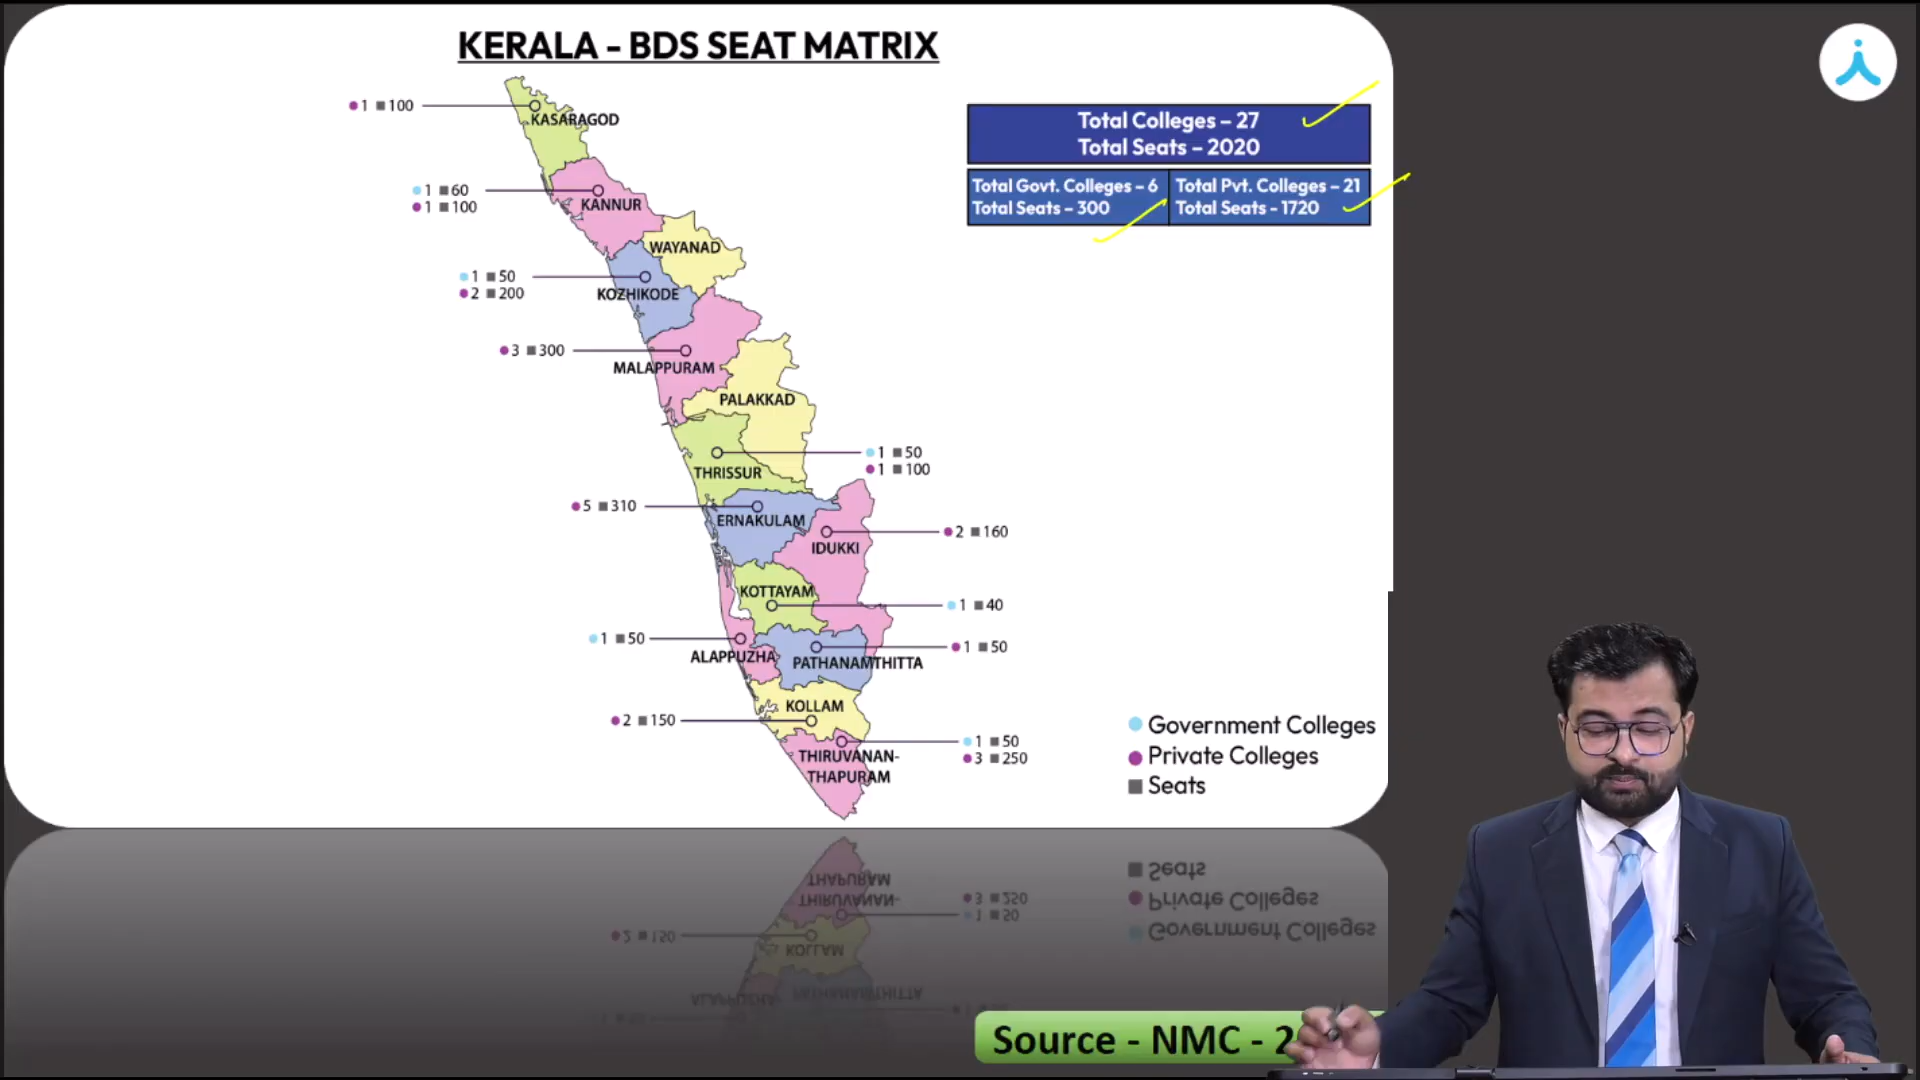 KERALA - BDS SEAT MATRIX
1 100
KASARAGOD
Total Colleges – 27
Total Seats – 2020
Total Govt. Colleges – 6
Total Seats – 300
Total Pvt. Colleges – 21
Total Seats - 1720
1 60
1 100
KANNUR
WAYANAD
1 50
2 200
KOZHIKODE
3 300
MALAPPURAM
PALAKKAD
1 50
1 100
THRISSUR
5 310
ERNAKULAM
2 160
IDUKKI
KOTTAYAM
1 40
1 50
ALAPPUZHA
1 50
PATHANAMTHITTA
KOLLAM
2 150
1 50
3 250
THIRUVANAN-
THAPURAM
Government Colleges
Private Colleges
Seats
Source - NMC - 2